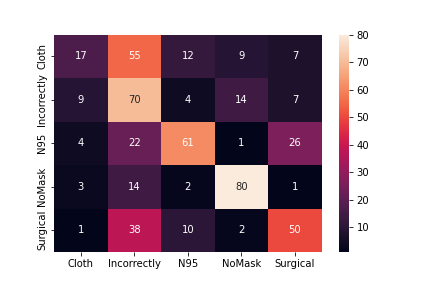 Cloth 17 55 12 9 7
Incorrectly 9 70 4 14 7
N95 4 22 61 1 26
NoMask 3 14 2 80 1
Surgical 1 38 10 2 50
Cloth Incorrectly N95 NoMask Surgical
80
70
60
50
40
30
20
10